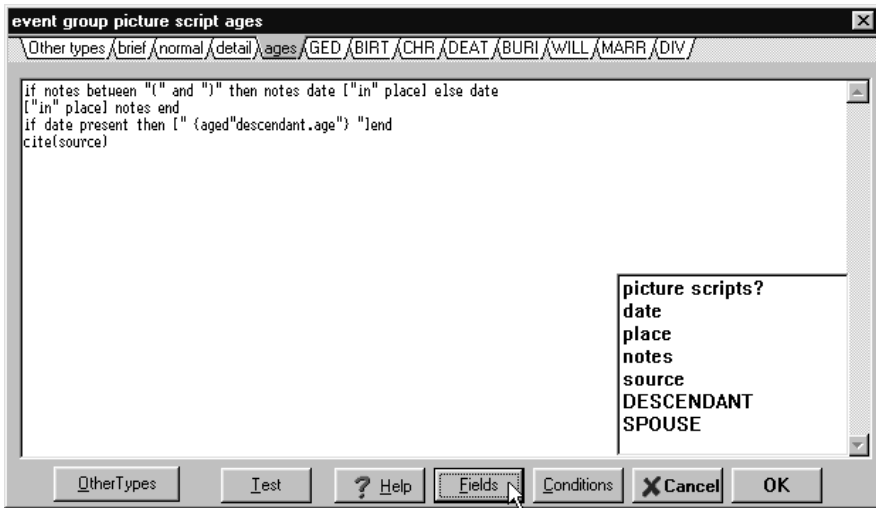 event group picture script ages
Other types brief normal detail ages GED BIRT CHR DEAT BURI WILL MARR DIV
if notes between "(" and ")" then notes date ["in" place] else date
["in" place] notes end
if date present then [" {aged"descendant.age"} "]end
cite(source)
picture scripts?
date
place
notes
source
DESCENDANT
SPOUSE
OtherTypes Test ? Help Fields Conditions Cancel OK